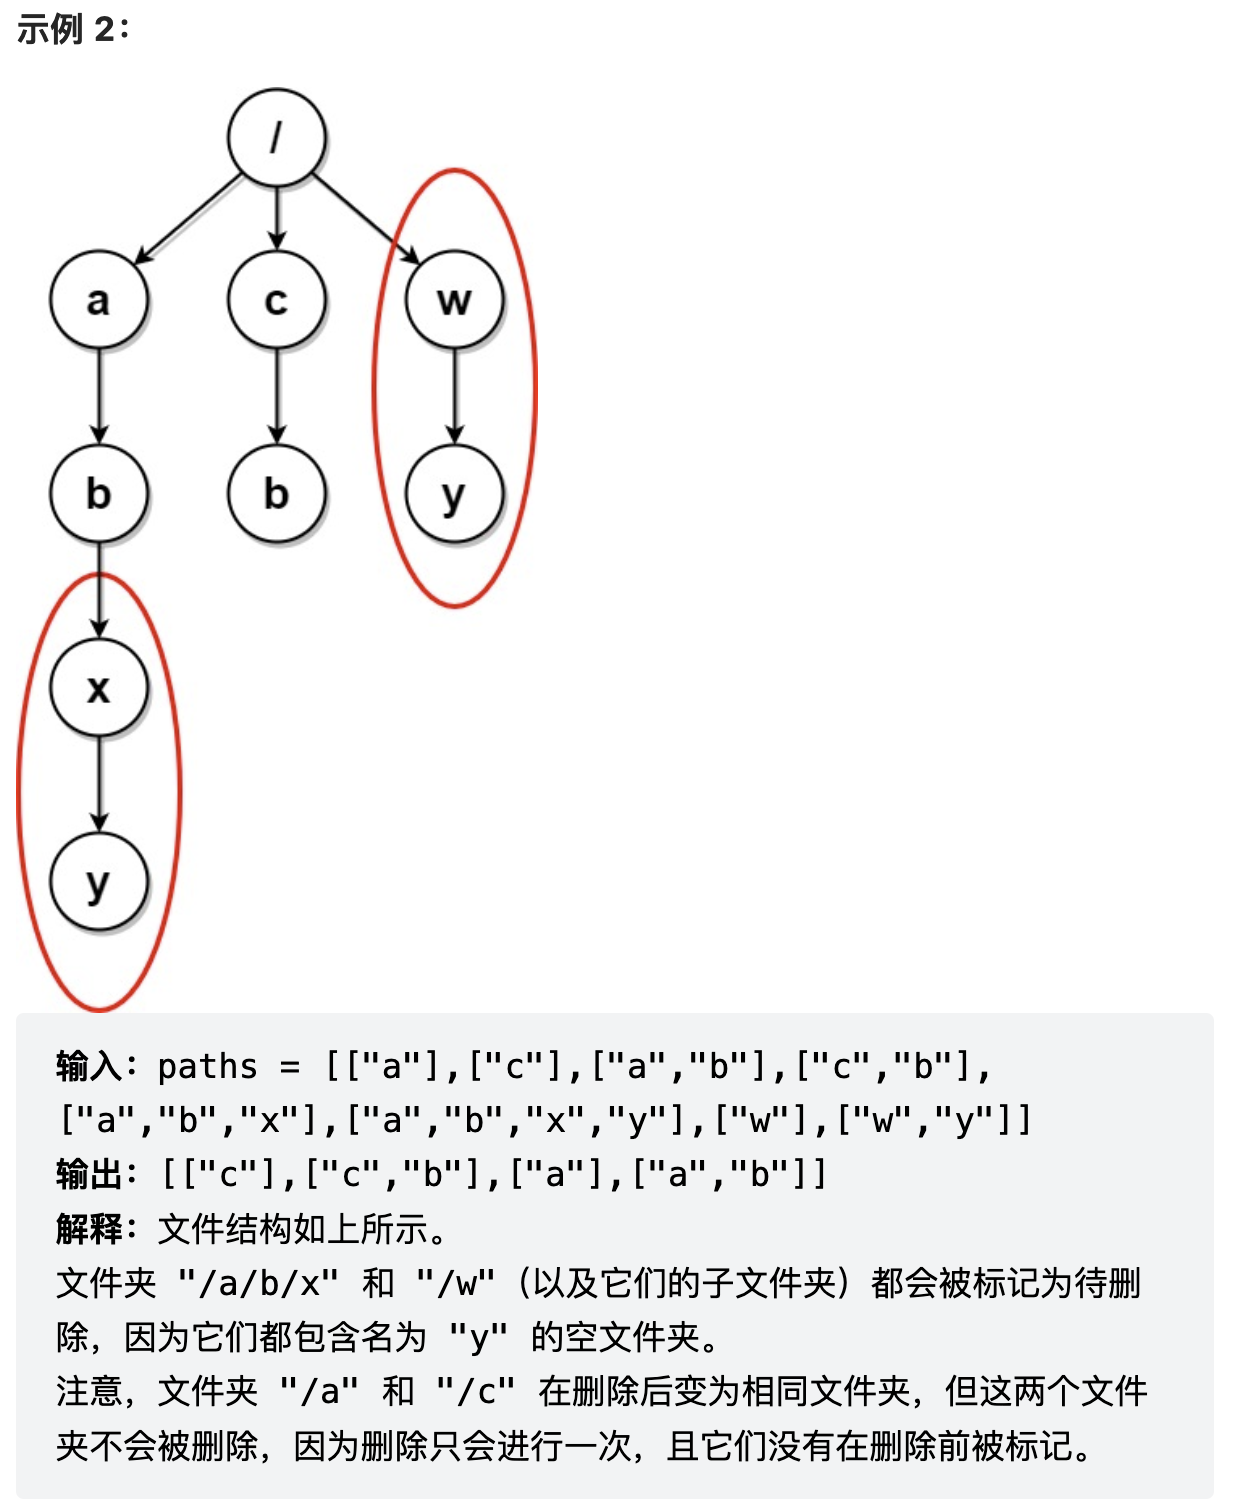 示例 2：
/
a c w
b b y
x
y
输入：paths = [["a"],["c"],["a","b"],["c","b"],
["a","b","x"],["a","b","x","y"],["w"],["w","y"]]
输出：[["c"],["c","b"],["a"],["a","b"]]
解释：文件结构如上所示。
文件夹 "/a/b/x" 和 "/w"（以及它们的子文件夹）都会被标记为待删
除，因为它们都包含名为 "y" 的空文件夹。
注意，文件夹 "/a" 和 "/c" 在删除后变为相同文件夹，但这两个文件
夹不会被删除，因为删除只会进行一次，且它们没有在删除前被标记。